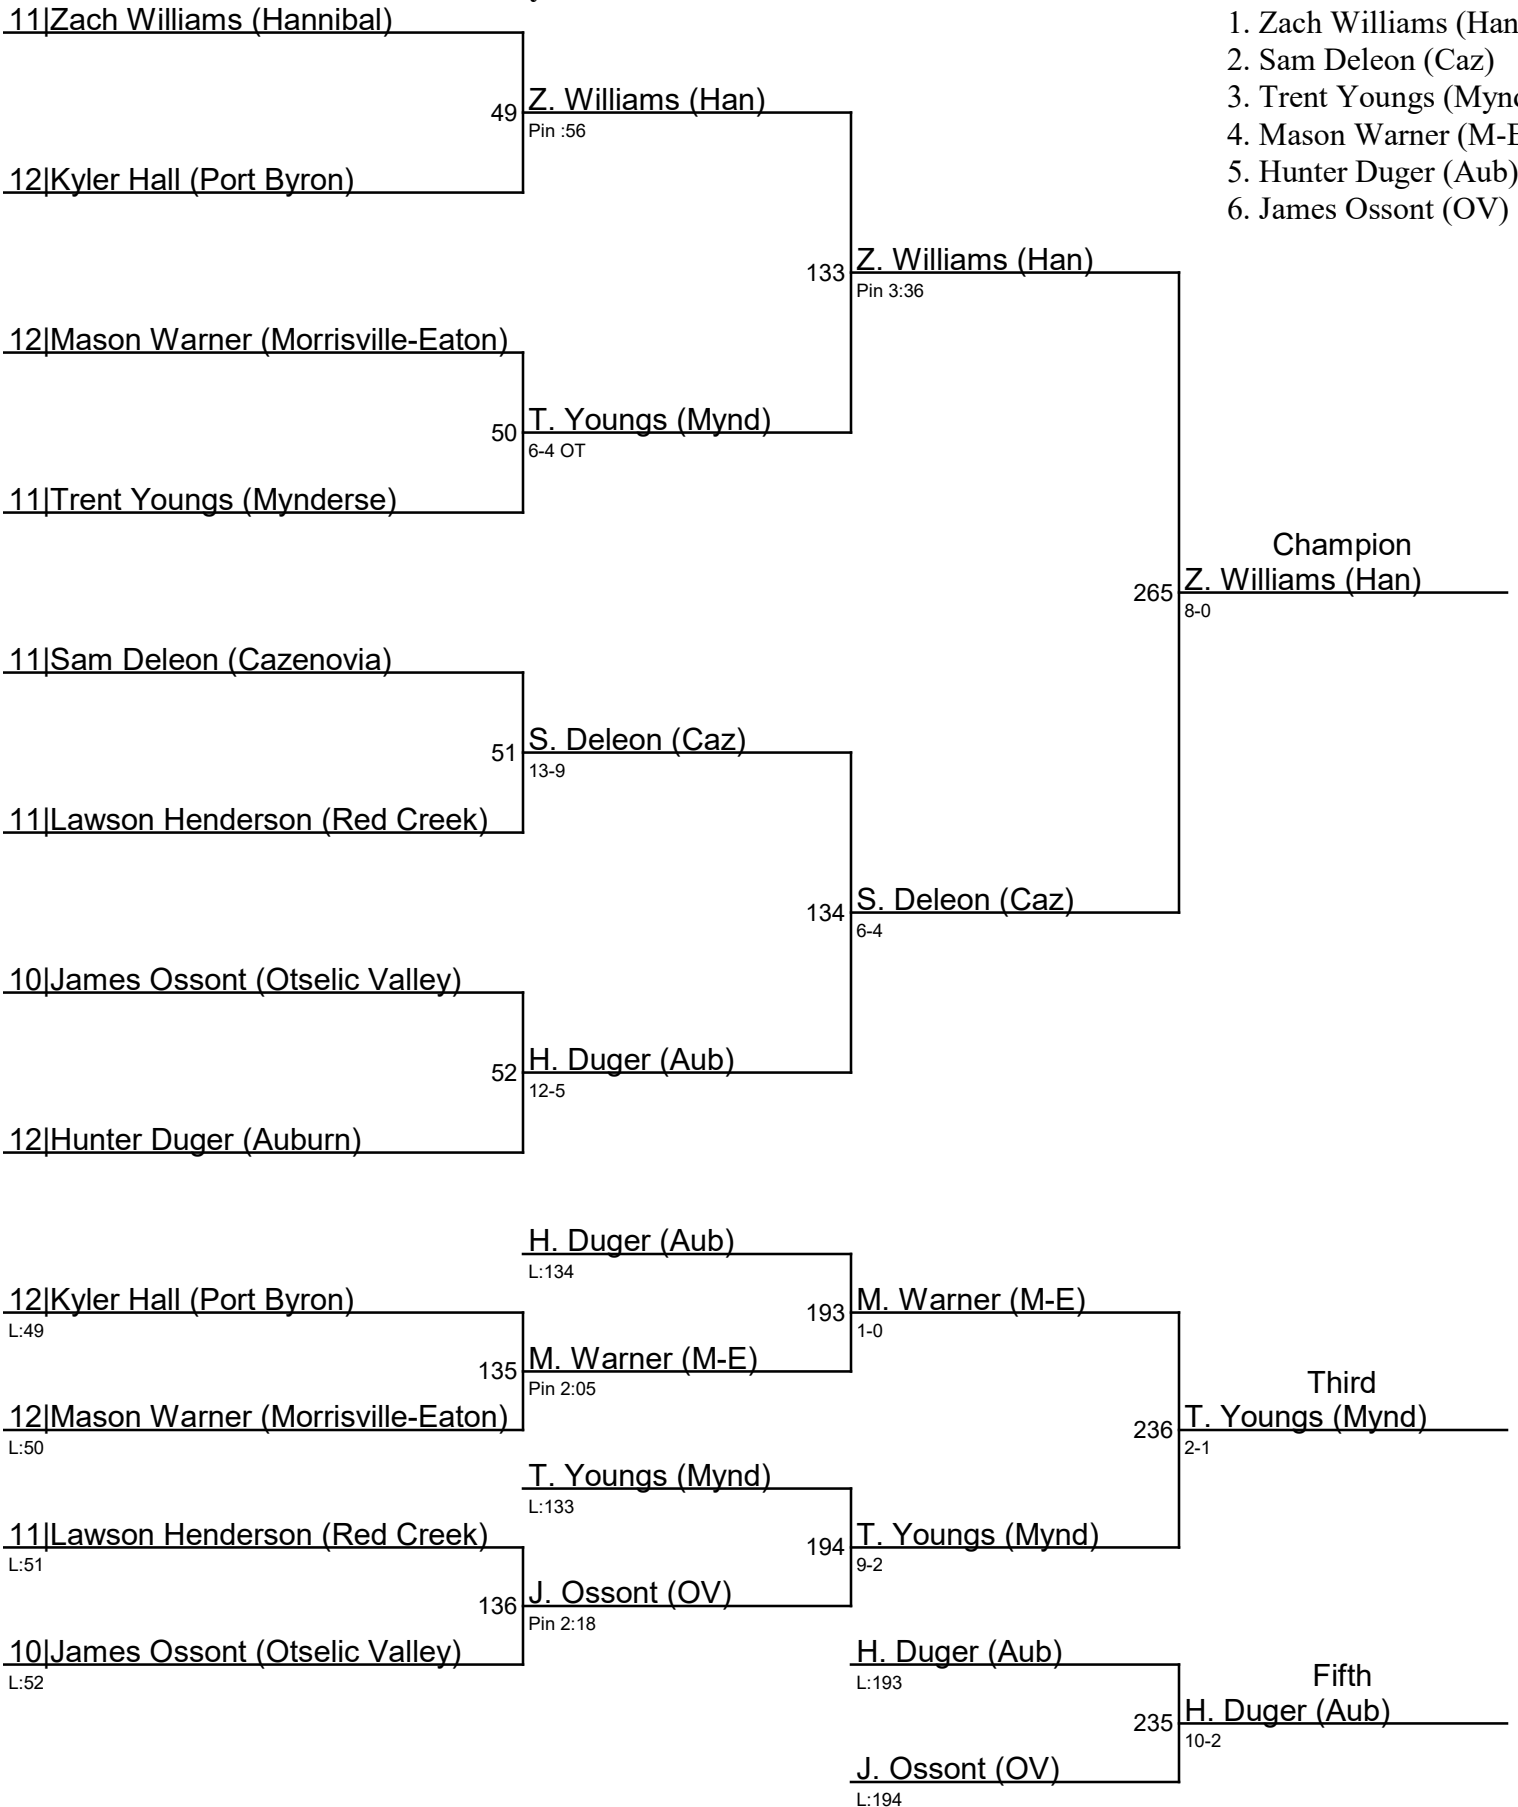 11|Zach Williams (Hannibal)
49
Z. Williams (Han)
Pin :56
12|Kyler Hall (Port Byron)
133
Z. Williams (Han)
Pin 3:36
12|Mason Warner (Morrisville-Eaton)
50
T. Youngs (Mynd)
6-4 OT
11|Trent Youngs (Mynderse)
Champion
265
Z. Williams (Han)
8-0
11|Sam Deleon (Cazenovia)
51
S. Deleon (Caz)
13-9
11|Lawson Henderson (Red Creek)
134
S. Deleon (Caz)
6-4
10|James Ossont (Otselic Valley)
52
H. Duger (Aub)
12-5
12|Hunter Duger (Auburn)
1. Zach Williams (Han
2. Sam Deleon (Caz)
3. Trent Youngs (Mynd
4. Mason Warner (M-E
5. Hunter Duger (Aub)
6. James Ossont (OV)
H. Duger (Aub)
L:134
12|Kyler Hall (Port Byron)
L:49
193
M. Warner (M-E)
1-0
135
M. Warner (M-E)
Pin 2:05
12|Mason Warner (Morrisville-Eaton)
L:50
Third
236
T. Youngs (Mynd)
2-1
T. Youngs (Mynd)
L:133
11|Lawson Henderson (Red Creek)
L:51
194
T. Youngs (Mynd)
9-2
136
J. Ossont (OV)
Pin 2:18
10|James Ossont (Otselic Valley)
L:52
H. Duger (Aub)
L:193
Fifth
235
H. Duger (Aub)
10-2
J. Ossont (OV)
L:194